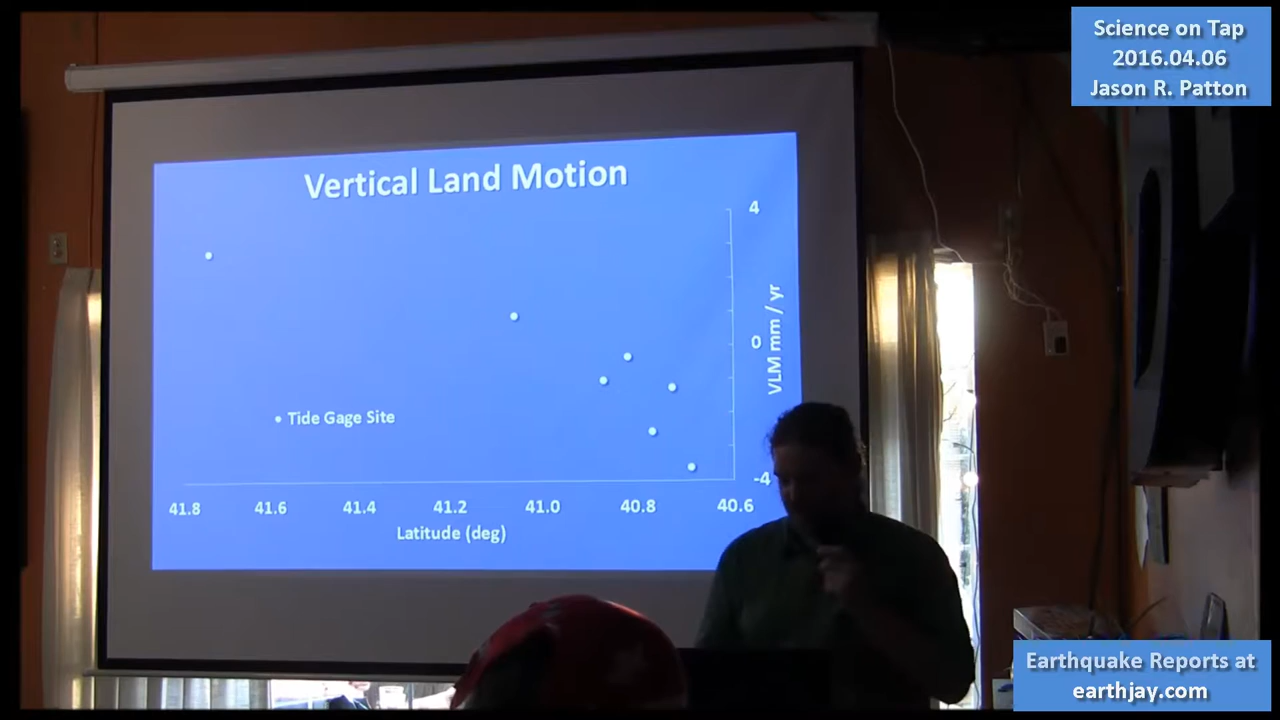 Science on Tap
2016.04.06
Jason R. Patton
Vertical Land Motion
4
0
-4
VLM mm / yr
Tide Gage Site
41.8 41.6 41.4 41.2 41.0 40.8 40.6
Latitude (deg)
Earthquake Reports at
earthjay.com